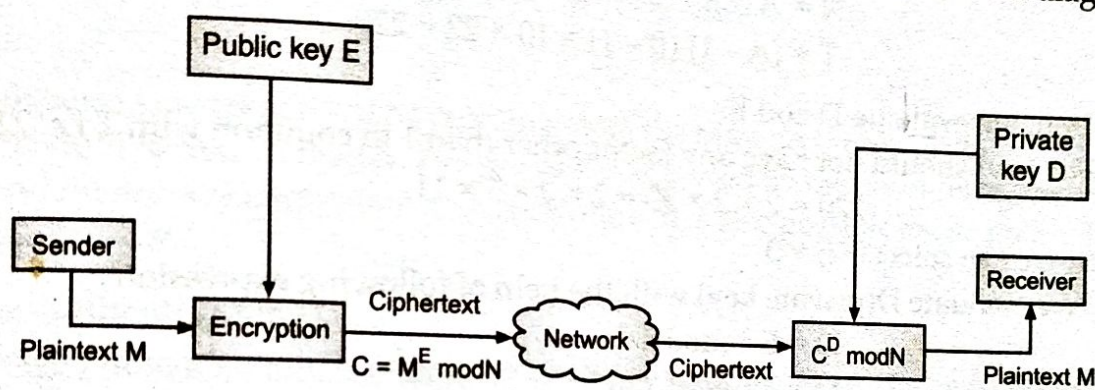 Public key E
Private
key D
Sender
Plaintext M
Encryption
Ciphertext
C = M^E modN
Network
Ciphertext
C^D modN
Receiver
Plaintext M